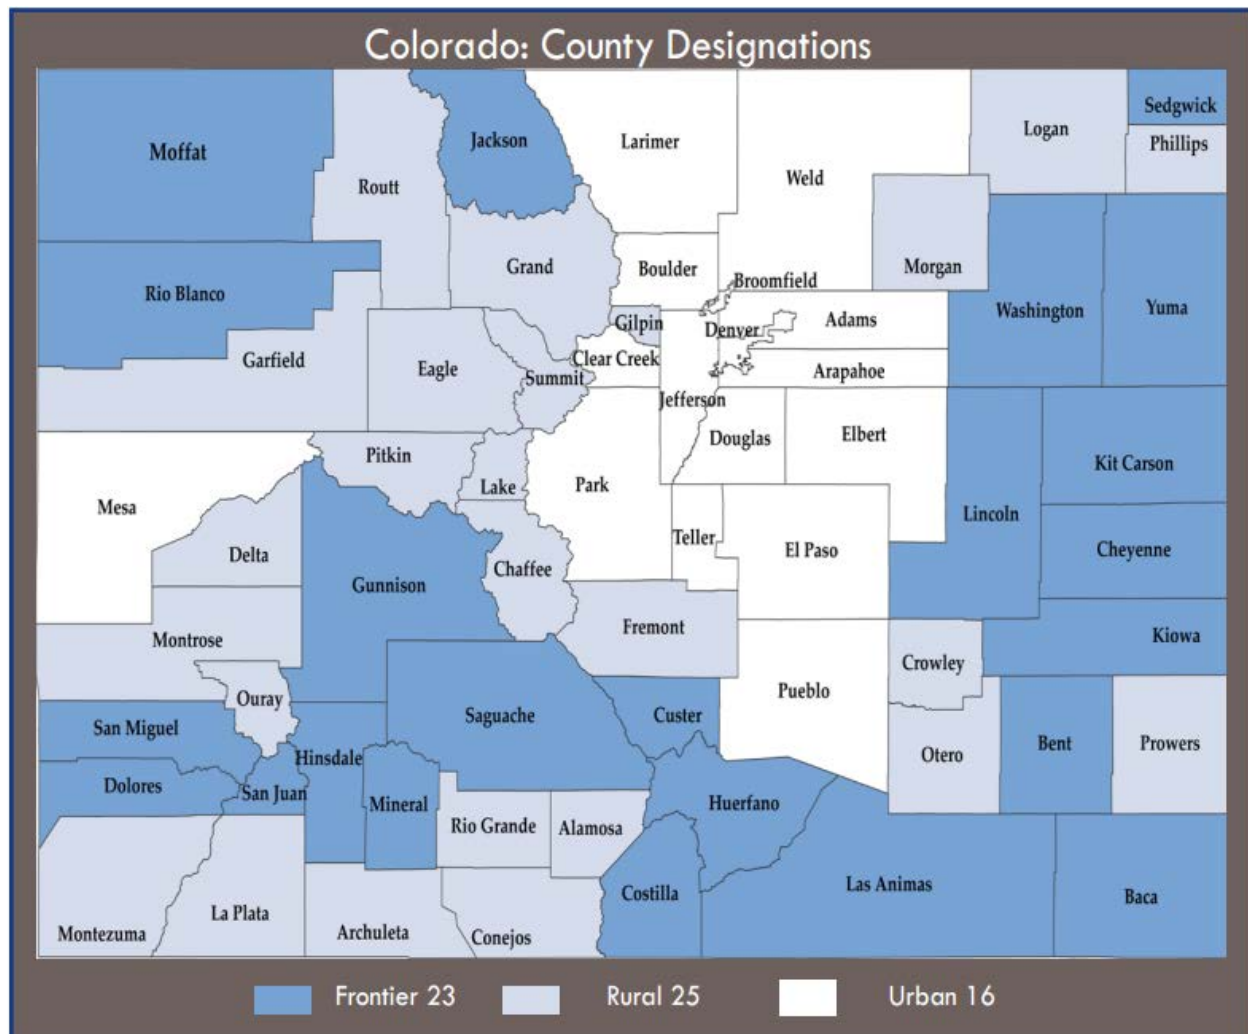 Colorado: County Designations
Moffat
Jackson
Larimer
Logan
Sedgwick
Phillips
Routt
Weld
Grand
Boulder
Morgan
Rio Blanco
Broomfield
Washington
Yuma
Gilpin
Denver
Adams
Garfield
Eagle
Clear Creek
Summit
Arapahoe
Jefferson
Douglas
Elbert
Pitkin
Kit Carson
Lake
Park
Mesa
Lincoln
Teller
El Paso
Cheyenne
Delta
Gunnison
Chaffee
Montrose
Fremont
Kiowa
Crowley
Ouray
Pueblo
San Miguel
Saguache
Custer
Hinsdale
Otero
Bent
Prowers
Dolores
San Juan
Mineral
Huerfano
Rio Grande
Alamosa
Costilla
Las Animas
Baca
La Plata
Montezuma
Archuleta
Conejos
Frontier 23
Rural 25
Urban 16